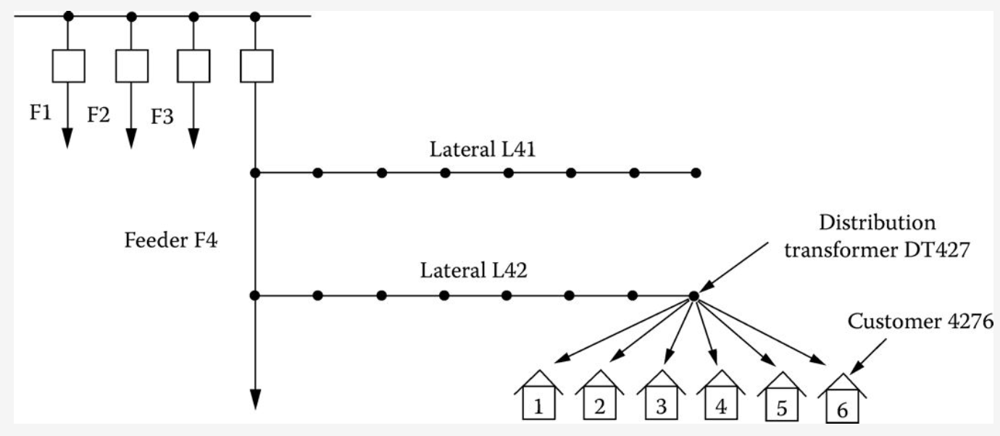 F1
F2
F3
Lateral L41
Distribution
transformer DT427
Feeder F4
Lateral L42
Customer 4276
1
2
3
4
5
6